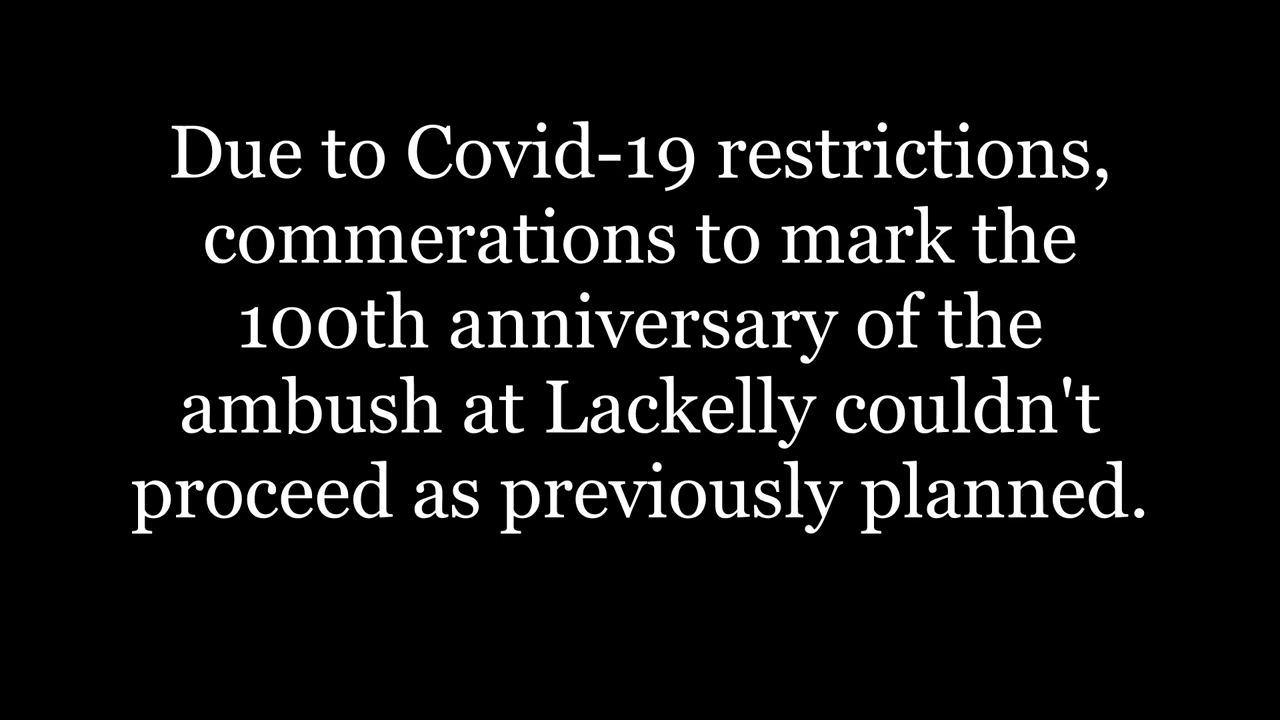 Due to Covid-19 restrictions,
commerations to mark the
100th anniversary of the
ambush at Lackelly couldn't
proceed as previously planned.